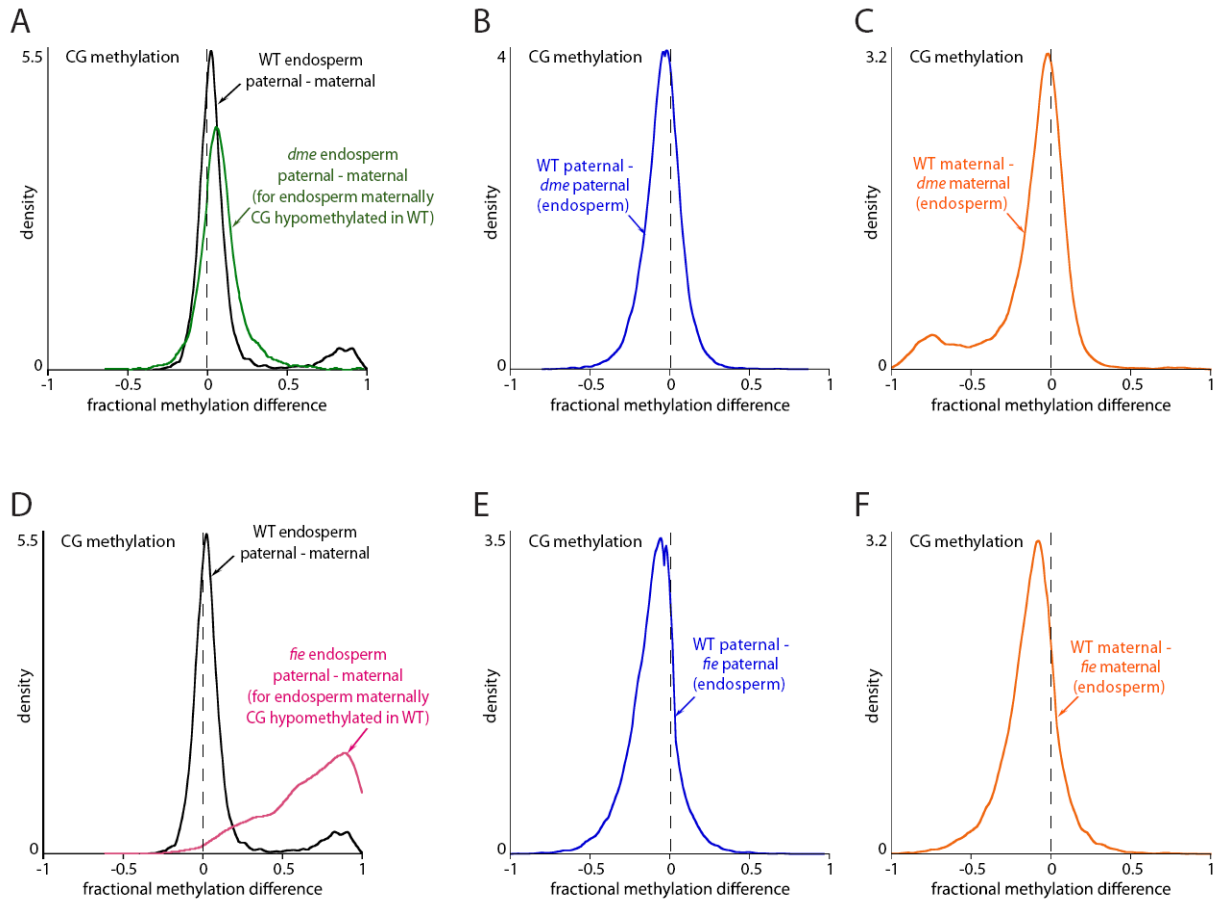 A
5.5
CG methylation
WT endosperm
paternal - maternal
dme endosperm
paternal - maternal
(for endosperm maternally
CG hypomethylated in WT)
density
0
-1
-0.5
0
0.5
1
fractional methylation difference
B
4
CG methylation
WT paternal -
dme paternal
(endosperm)
density
0
-1
-0.5
0
0.5
1
fractional methylation difference
C
3.2
CG methylation
WT maternal -
dme maternal
(endosperm)
density
0
-1
-0.5
0
0.5
1
fractional methylation difference
D
5.5
CG methylation
WT endosperm
paternal - maternal
fie endosperm
paternal - maternal
(for endosperm maternally
CG hypomethylated in WT)
density
0
-1
-0.5
0
0.5
1
fractional methylation difference
E
3.5
CG methylation
WT paternal -
fie paternal
(endosperm)
density
0
-1
-0.5
0
0.5
1
fractional methylation difference
F
3.2
CG methylation
WT maternal -
fie maternal
(endosperm)
density
0
-1
-0.5
0
0.5
1
fractional methylation difference